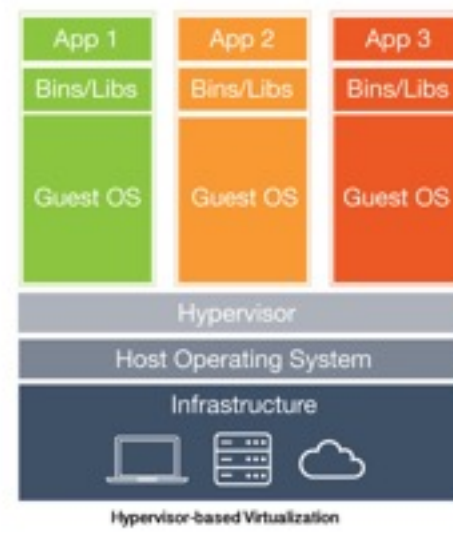 App 1 App 2 App 3
Bins/Libs Bins/Libs Bins/Libs
Guest OS Guest OS Guest OS
Hypervisor
Host Operating System
Infrastructure
Hypervisor-based Virtualization